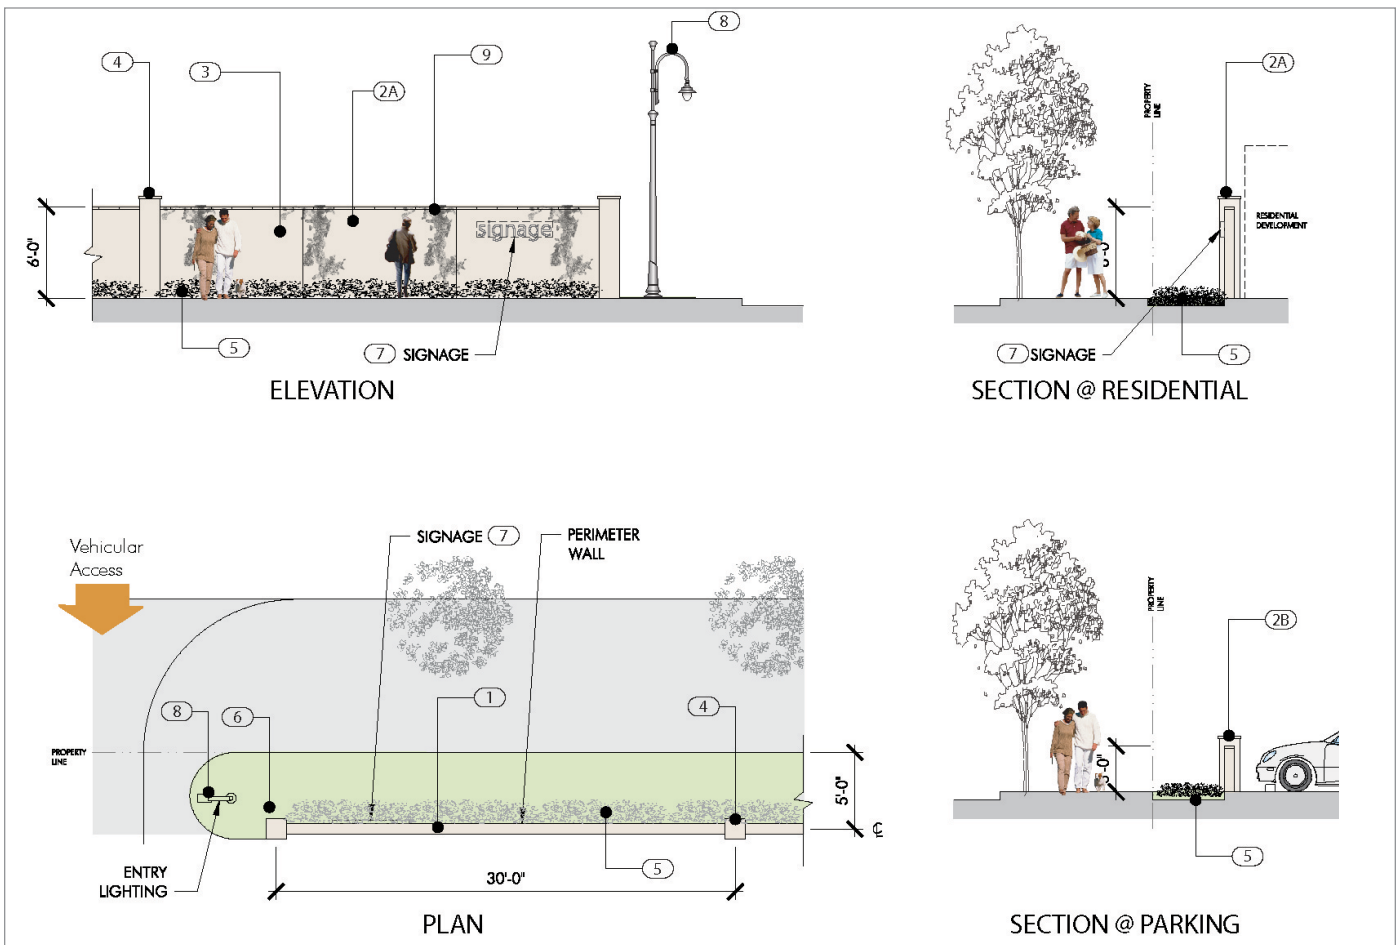 8
4
3
2A
9
6'-0"
signage
5
7 SIGNAGE
ELEVATION
2A
PROPERTY
LINE
RESIDENTIAL
DEVELOPMENT
7 SIGNAGE
5
SECTION @ RESIDENTIAL
Vehicular
Access
SIGNAGE 7
PERIMETER
WALL
8
6
1
4
PROPERTY
LINE
5'-0"
ENTRY
LIGHTING
30'-0"
5
PLAN
PROPERTY
LINE
2B
5
SECTION @ PARKING